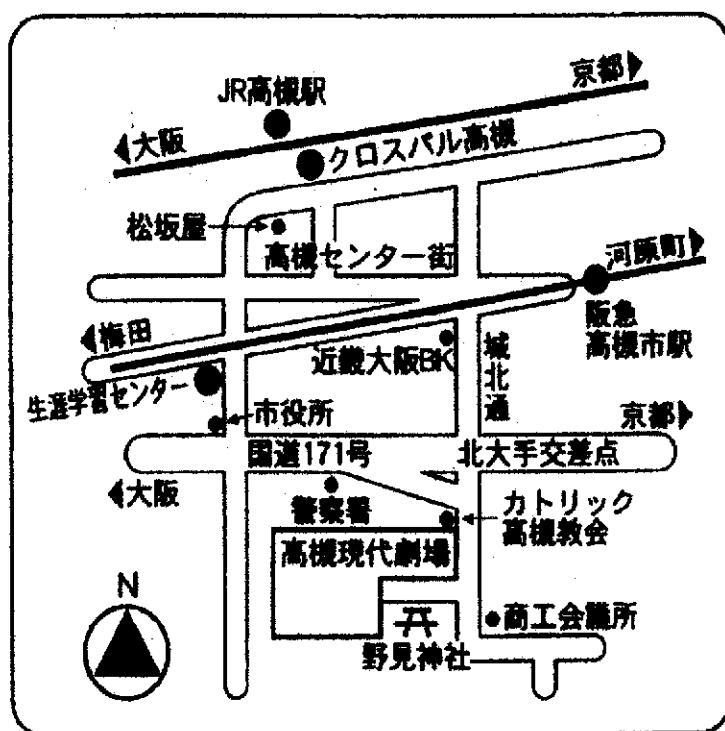 京都▶
JR高槻駅
◀大阪
クロスパル高槻
松坂屋
高槻センター街
河原町▶
◀梅田
阪急
高槻市駅
近畿大阪BK
城北通
生涯学習センター
市役所
京都▶
国道171号
北大手交差点
◀大阪
警察署
カトリック
高槻教会
高槻現代劇場
N
商工会議所
野見神社